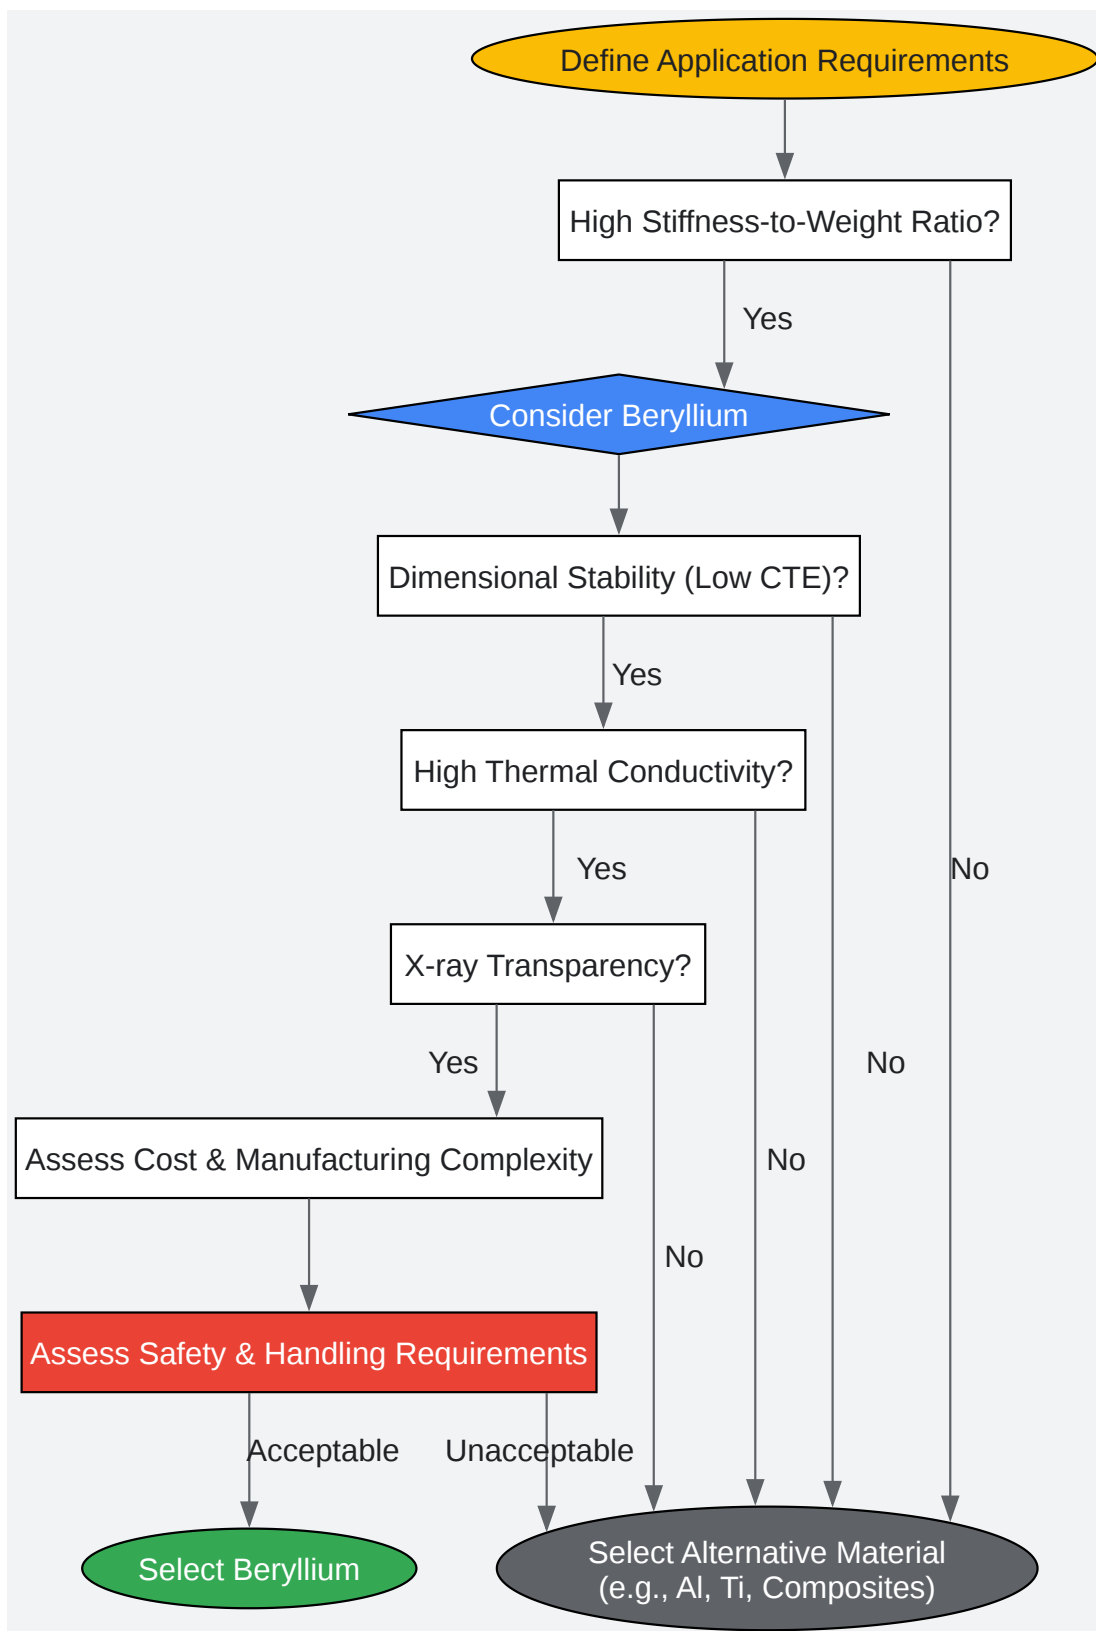 Define Application Requirements
High Stiffness-to-Weight Ratio?
Yes
Consider Beryllium
Dimensional Stability (Low CTE)?
Yes
High Thermal Conductivity?
Yes
No
X-ray Transparency?
Yes
No
Assess Cost & Manufacturing Complexity
No
No
Assess Safety & Handling Requirements
Acceptable
Unacceptable
Select Beryllium
Select Alternative Material
(e.g., Al, Ti, Composites)